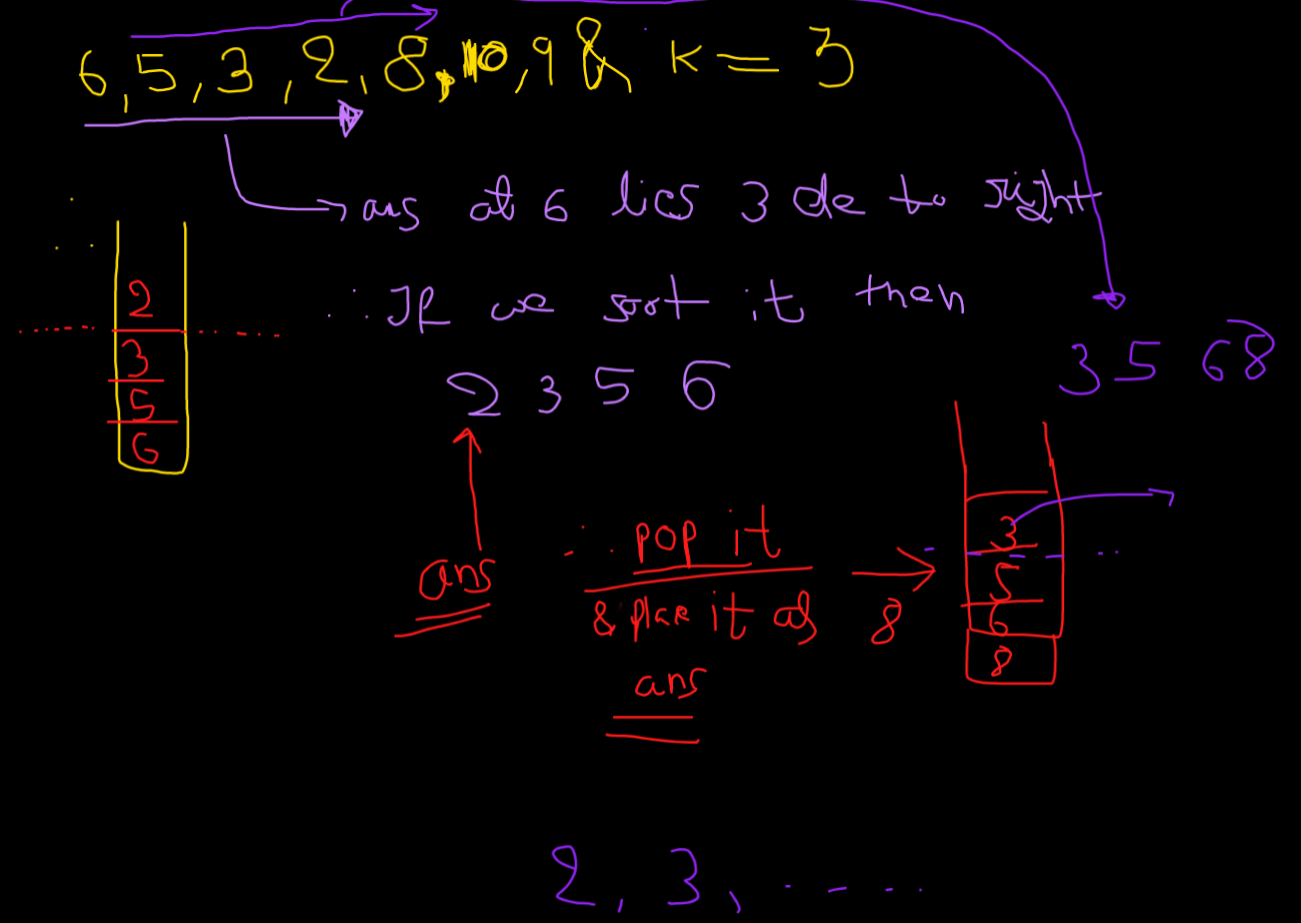 6, 5, 3, 2, 8, 10, 9 & K = 3
→ ans at 6 lies 3 de to right
∴ If we sort it, then
2 3 5 6
3 5 6 8
2
3
5
6
ans
∴ pop it
& place it as
ans
→
8
3
5
6
8
2, 3, - - - -